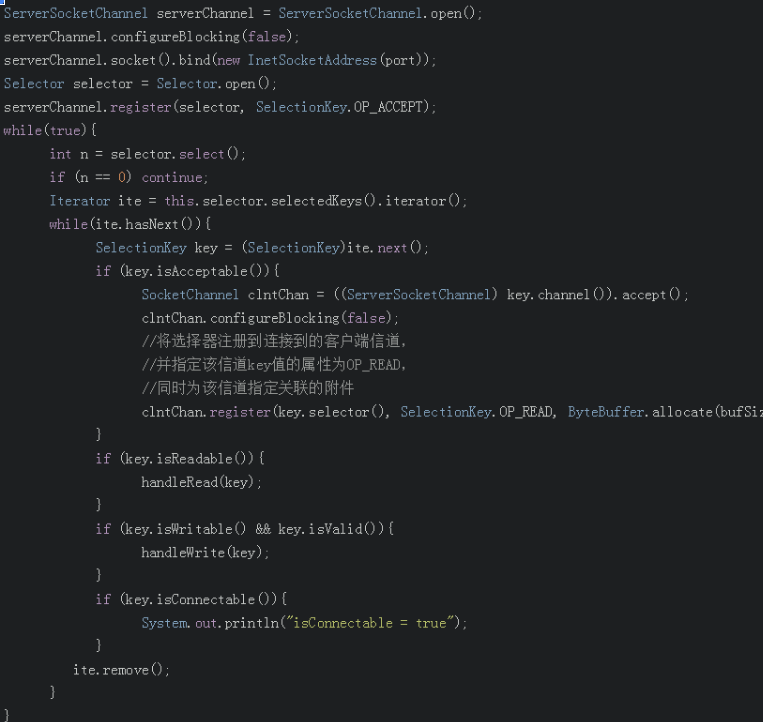 ServerSocketChannel serverChannel = ServerSocketChannel.open();
serverChannel.configureBlocking(false);
serverChannel.socket().bind(new InetSocketAddress(port));
Selector selector = Selector.open();
serverChannel.register(selector, SelectionKey.OP_ACCEPT);
while(true){
int n = selector.select();
if (n == 0) continue;
Iterator ite = this.selector.selectedKeys().iterator();
while(ite.hasNext()){
SelectionKey key = (SelectionKey)ite.next();
if (key.isAcceptable()){
SocketChannel clntChan = ((ServerSocketChannel) key.channel()).accept();
clntChan.configureBlocking(false);
//将选择器注册到连接到的客户端信道,
//并指定该信道key值的属性为OP_READ,
//同时为该信道指定关联的附件
clntChan.register(key.selector(), SelectionKey.OP_READ, ByteBuffer.allocate(bufSiz
}
if (key.isReadable()){
handleRead(key);
}
if (key.isWritable() && key.isValid()){
handleWrite(key);
}
if (key.isConnectable()){
System.out.println("isConnectable = true");
}
ite.remove();
}
}